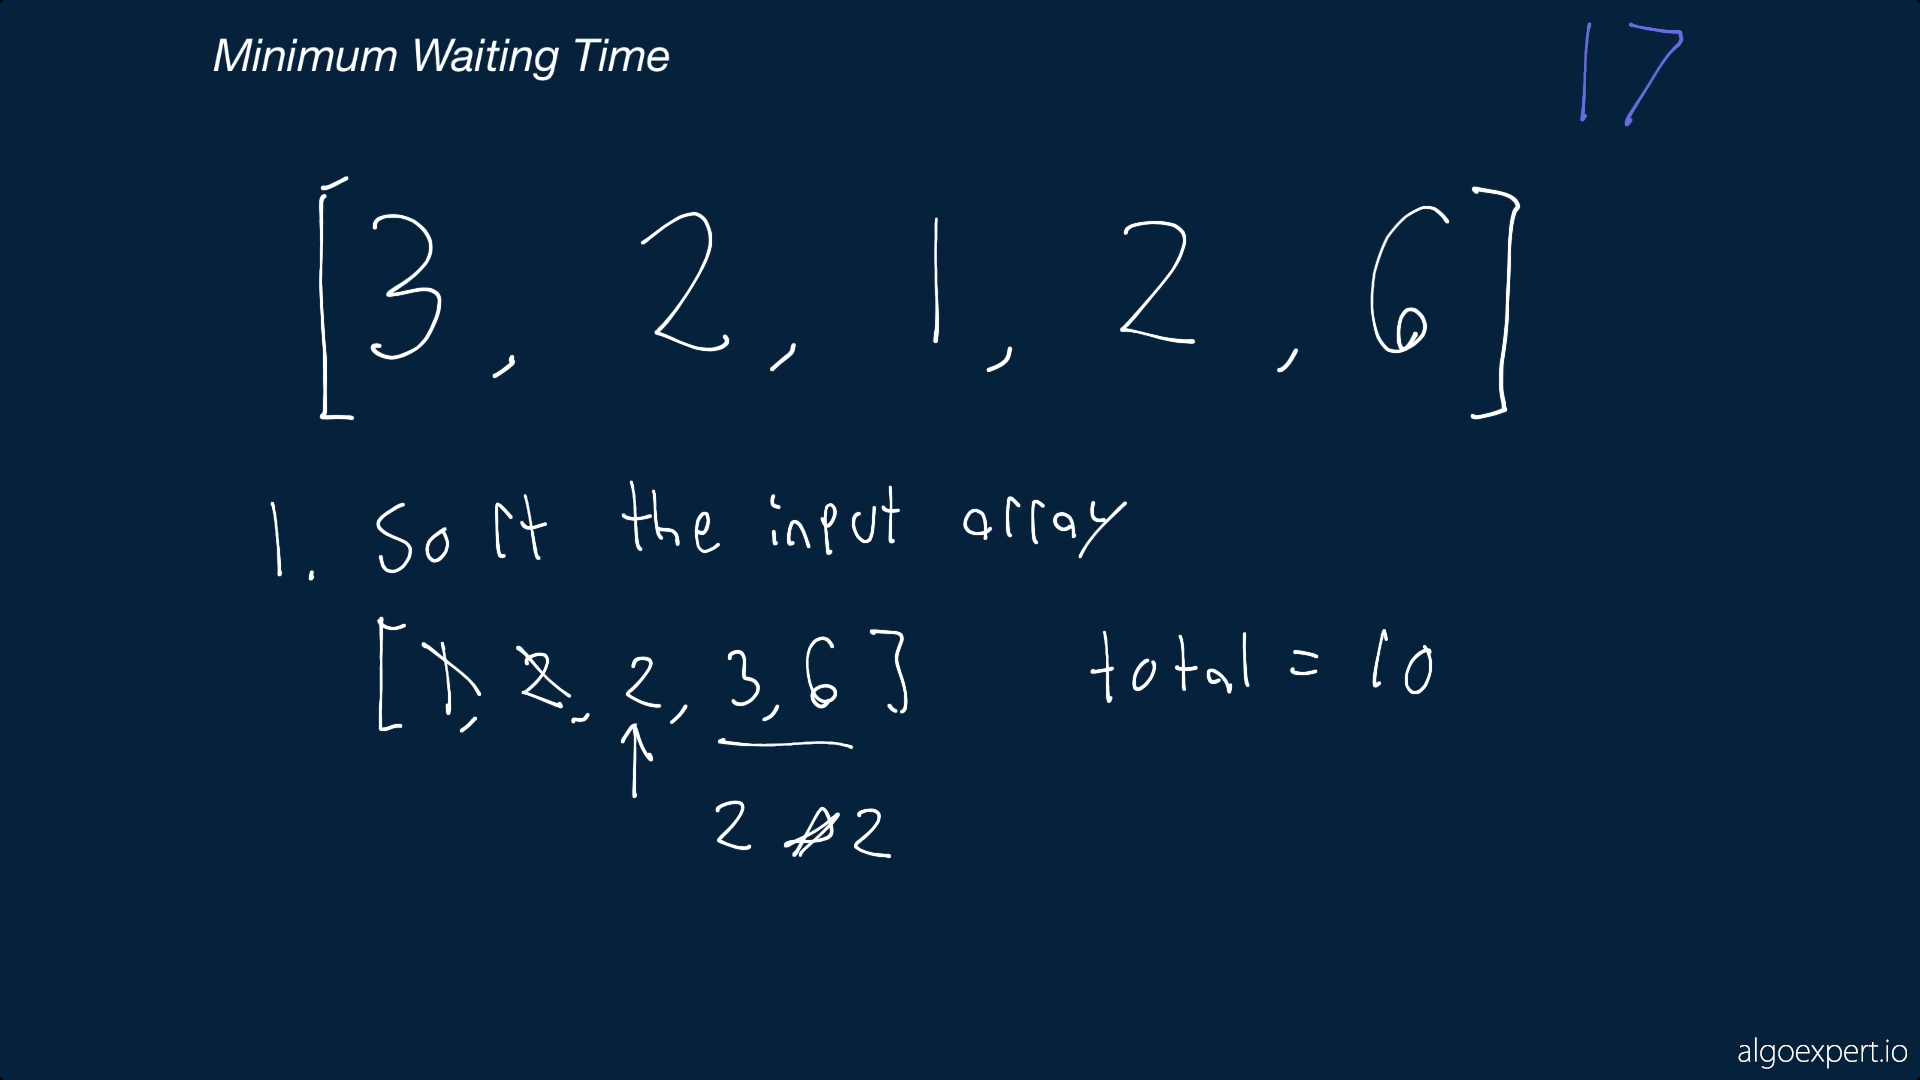 Minimum Waiting Time
17
[3, 2, 1, 2, 6]
1. Sort the input array
[1, 2, 2, 3, 6] total = 10
2 * 2
algoexpert.io